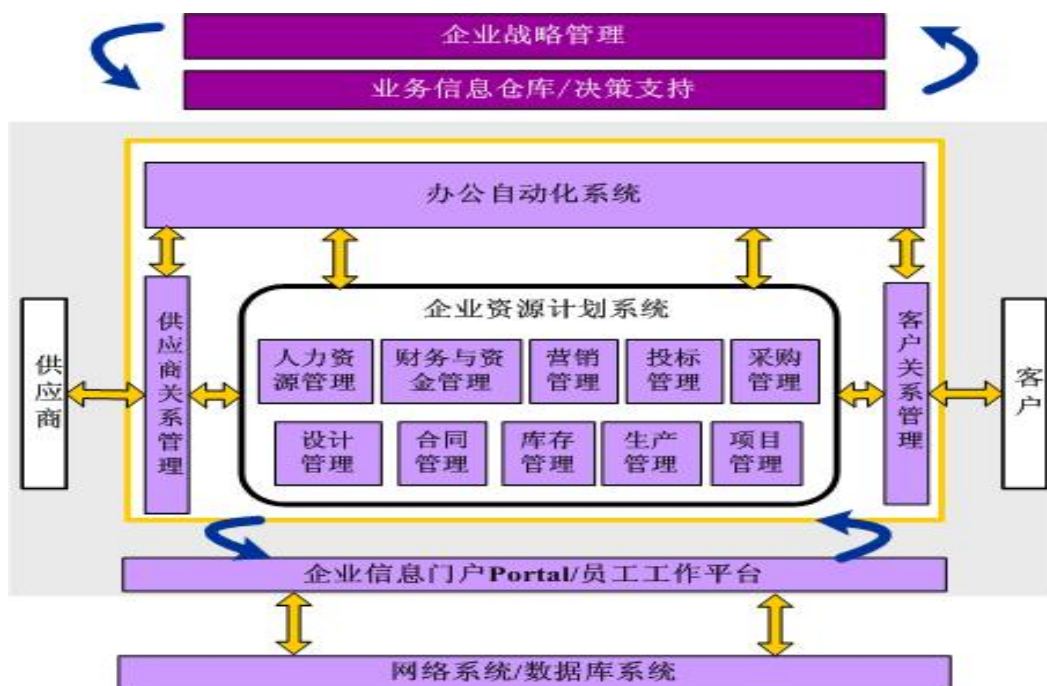 企业战略管理
业务信息仓库/决策支持
办公自动化系统
供应商
供应商关系管理
企业资源计划系统
人力资
源管理
财务与资
金管理
营销
管理
投标
管理
采购
管理
设计
管理
合同
管理
库存
管理
生产
管理
项目
管理
客户关系管理
客户
企业信息门户Portal/员工工作平台
网络系统/数据库系统